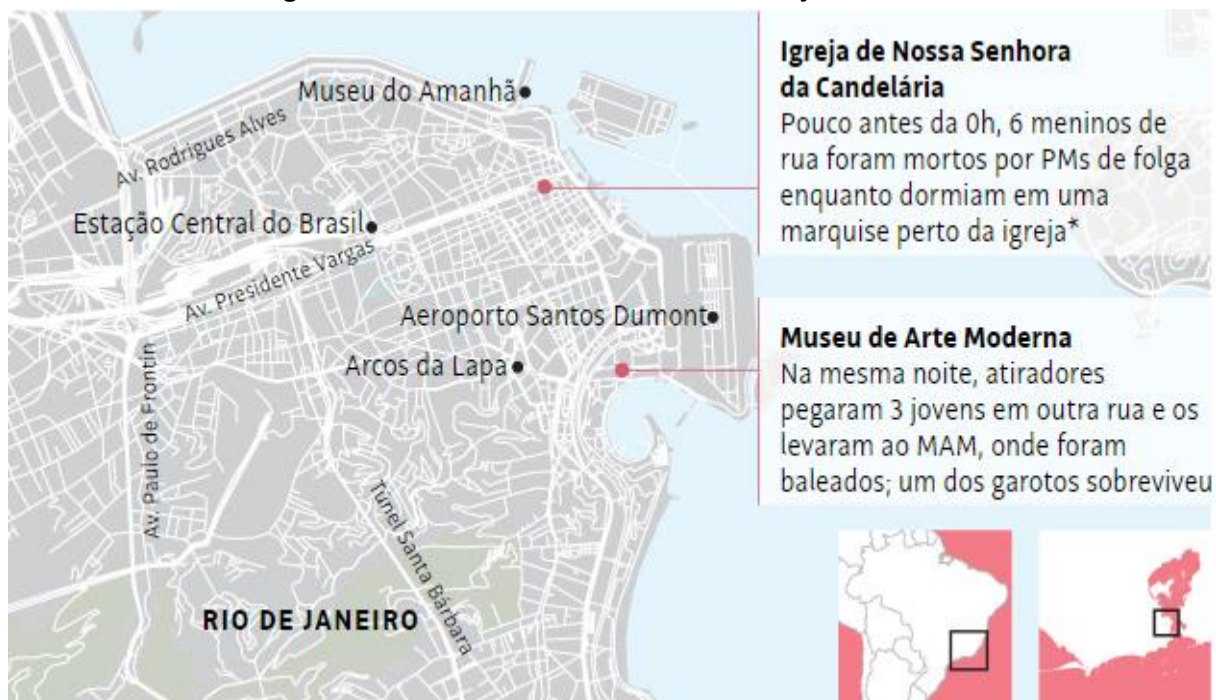 Igreja de Nossa Senhora
da Candelária
Pouco antes da 0h, 6 meninos de
rua foram mortos por PMs de folga
enquanto dormiam em uma
marquise perto da igreja*
Museu do Amanhã
Av. Rodrigues Alves
Estação Central do Brasil
Av. Presidente Vargas
Aeroporto Santos Dumont
Arcos da Lapa
Museu de Arte Moderna
Na mesma noite, atiradores
pegaram 3 jovens em outra rua e os
levaram ao MAM, onde foram
baleados; um dos garotos sobreviveu
Av. Paulo de Frontin
Túnel Santa Bárbara
RIO DE JANEIRO